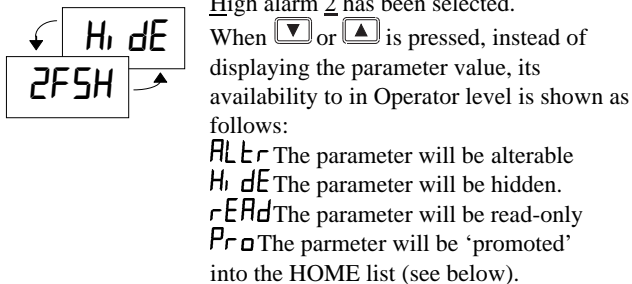 Hi dE
2FSH
High alarm 2 has been selected.
When ▼ or ▲ is pressed, instead of
displaying the parameter value, its
availability to in Operator level is shown as
follows:
ALtr The parameter will be alterable
Hi dE The parameter will be hidden.
rEAd The parameter will be read-only
Pro The parmeter will be ‘promoted’
into the HOME list (see below).